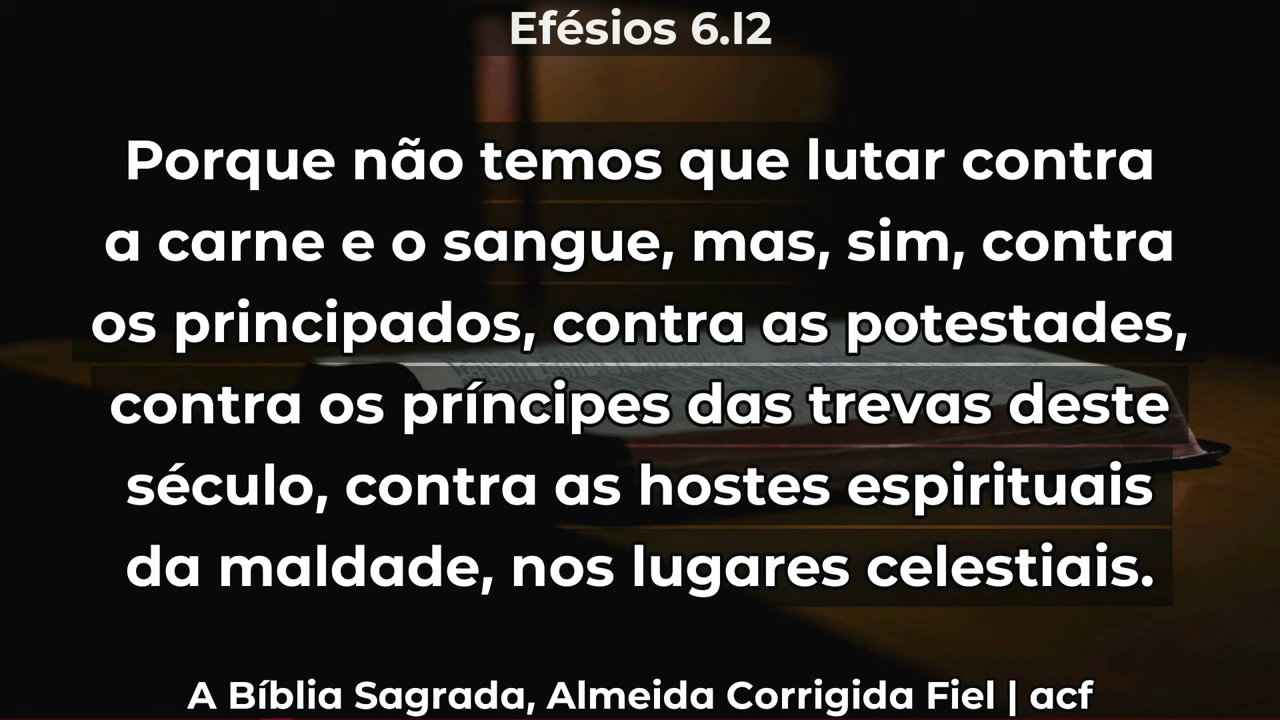 Efésios 6.12
Porque não temos que lutar contra
a carne e o sangue, mas, sim, contra
os principados, contra as potestades,
contra os príncipes das trevas deste
século, contra as hostes espirituais
da maldade, nos lugares celestiais.
A Bíblia Sagrada, Almeida Corrigida Fiel | acf